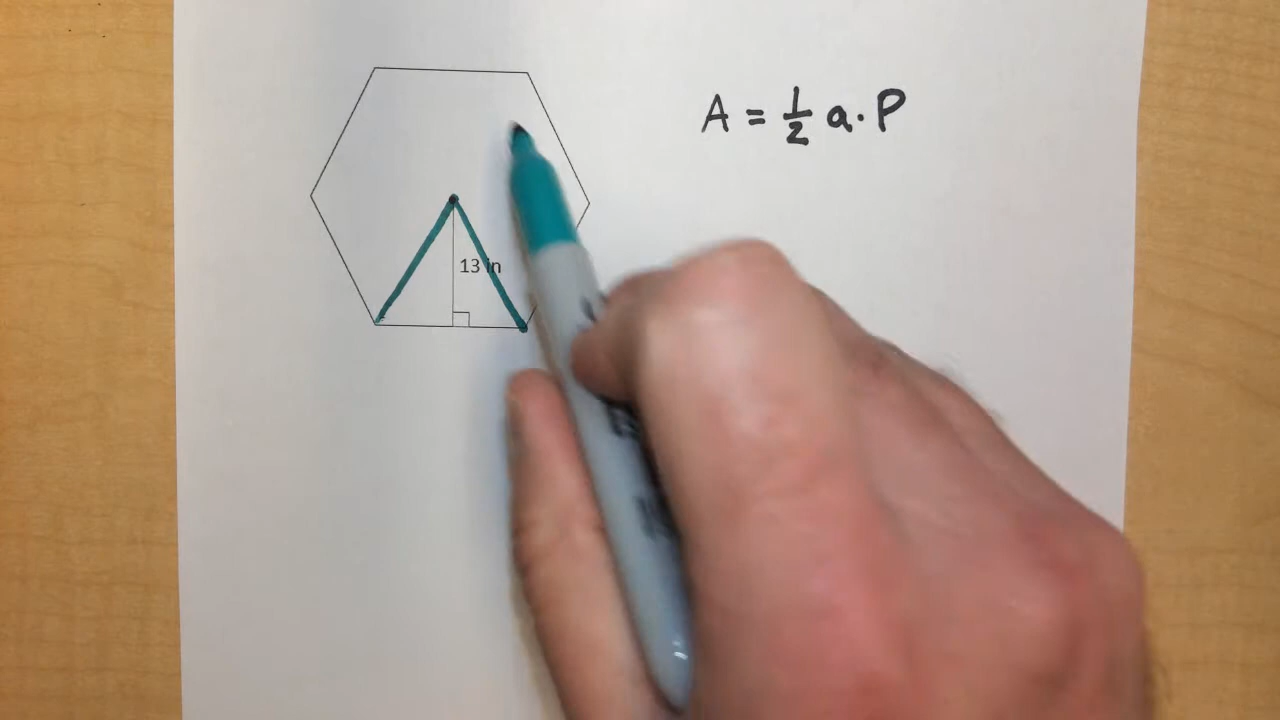 A = 1/2 a · P
13 in